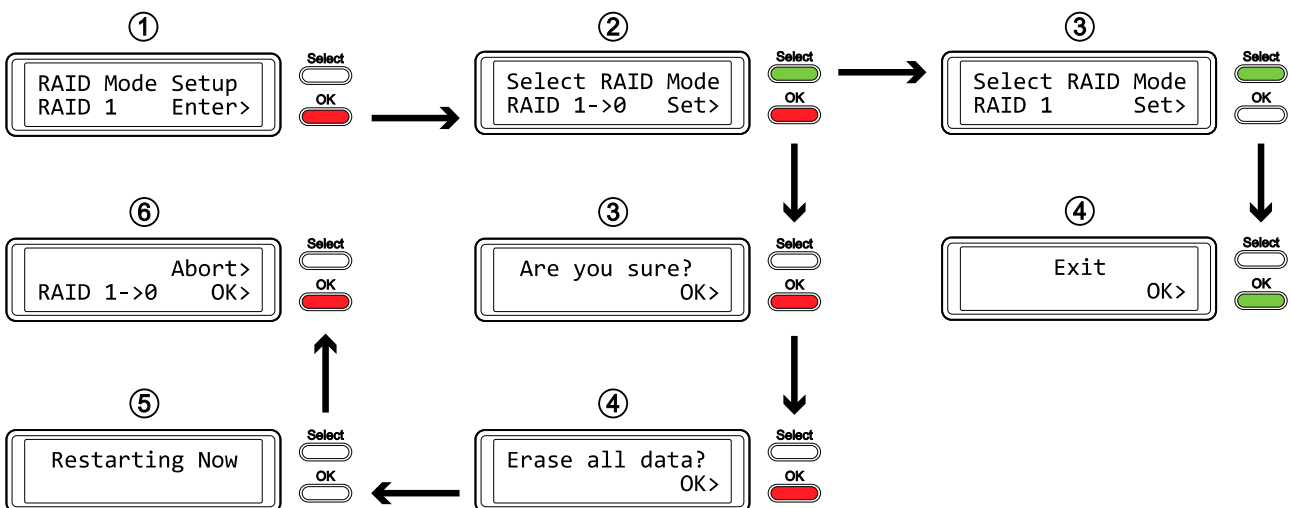 ①
RAID Mode Setup
RAID 1 Enter>
Select
OK
②
Select RAID Mode
RAID 1->0 Set>
Select
OK
③
Select RAID Mode
RAID 1 Set>
Select
OK
⑥
Abort>
RAID 1->0 OK>
Select
OK
③
Are you sure?
OK>
Select
OK
④
Exit
OK>
Select
OK
⑤
Restarting Now
Select
OK
④
Erase all data?
OK>
Select
OK